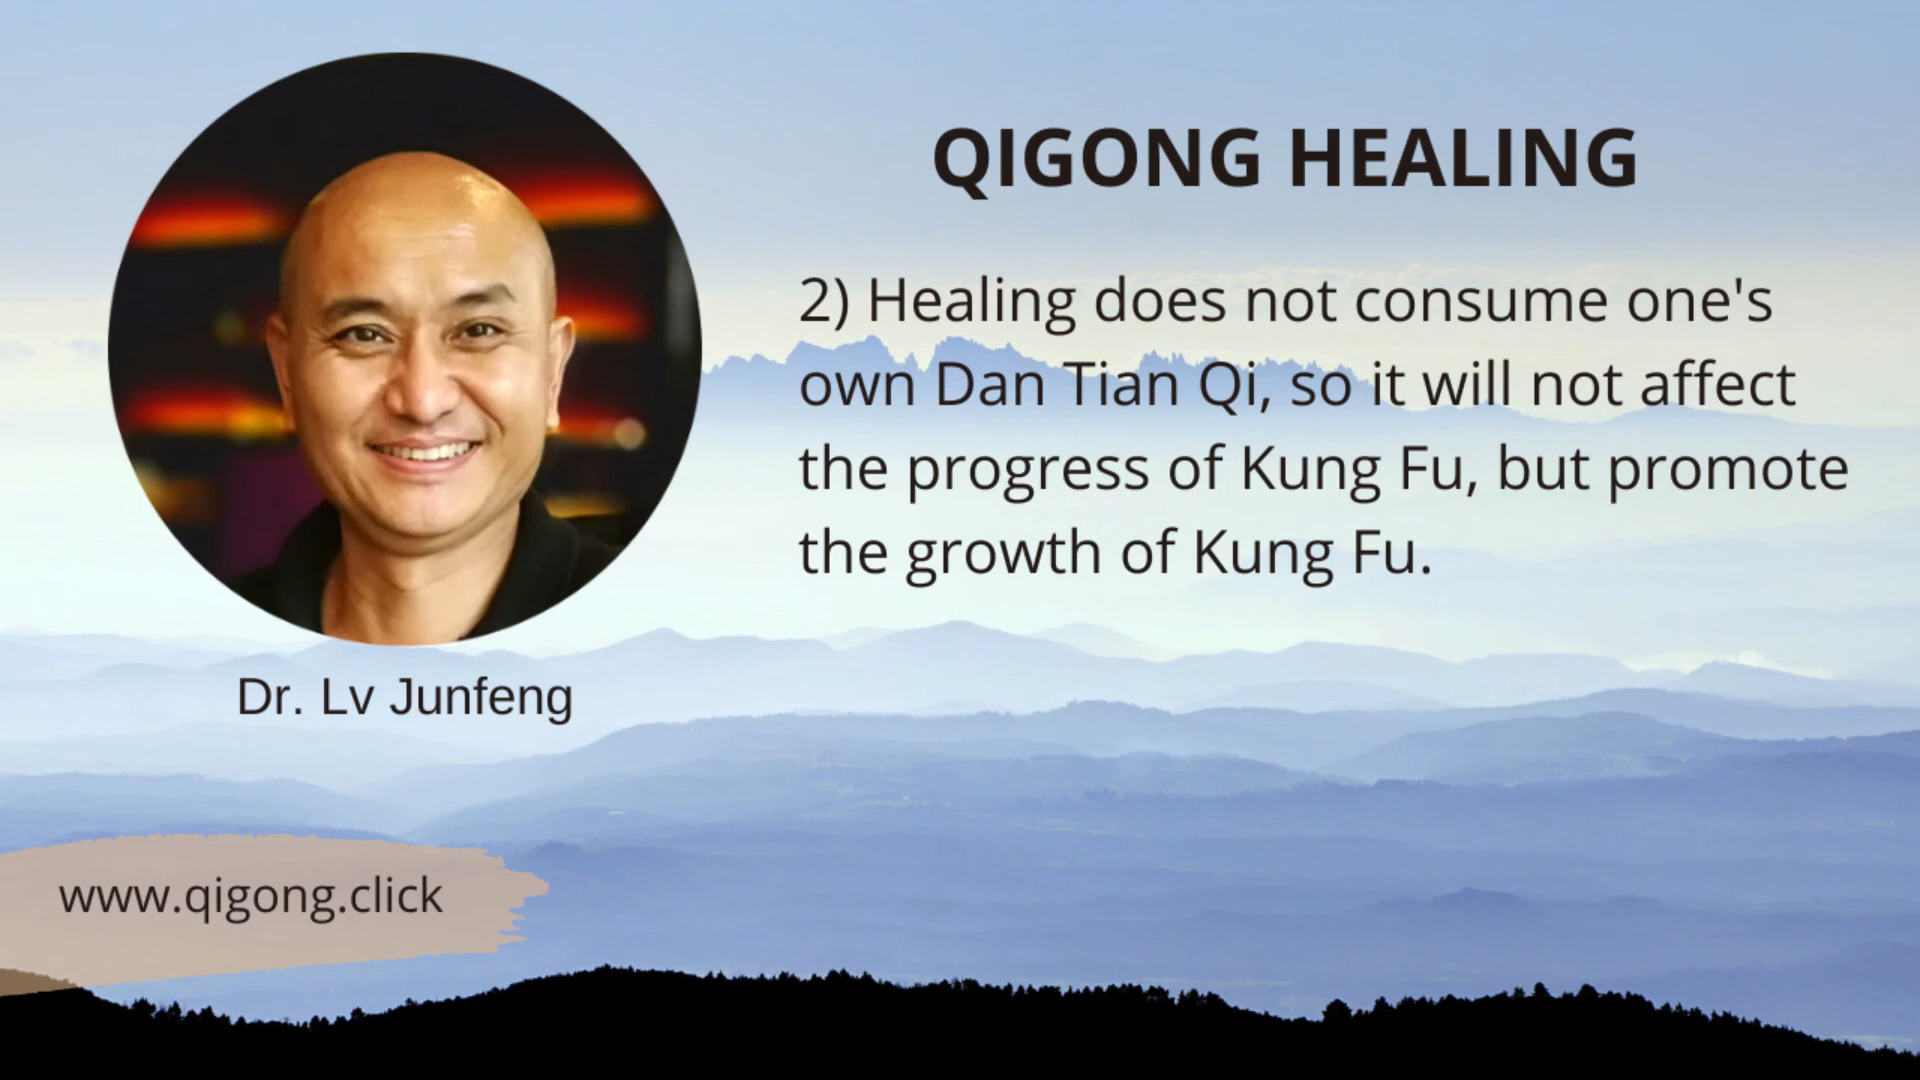 QIGONG HEALING
2) Healing does not consume one's
own Dan Tian Qi, so it will not affect
the progress of Kung Fu, but promote
the growth of Kung Fu.
Dr. Lv Junfeng
www.qigong.click